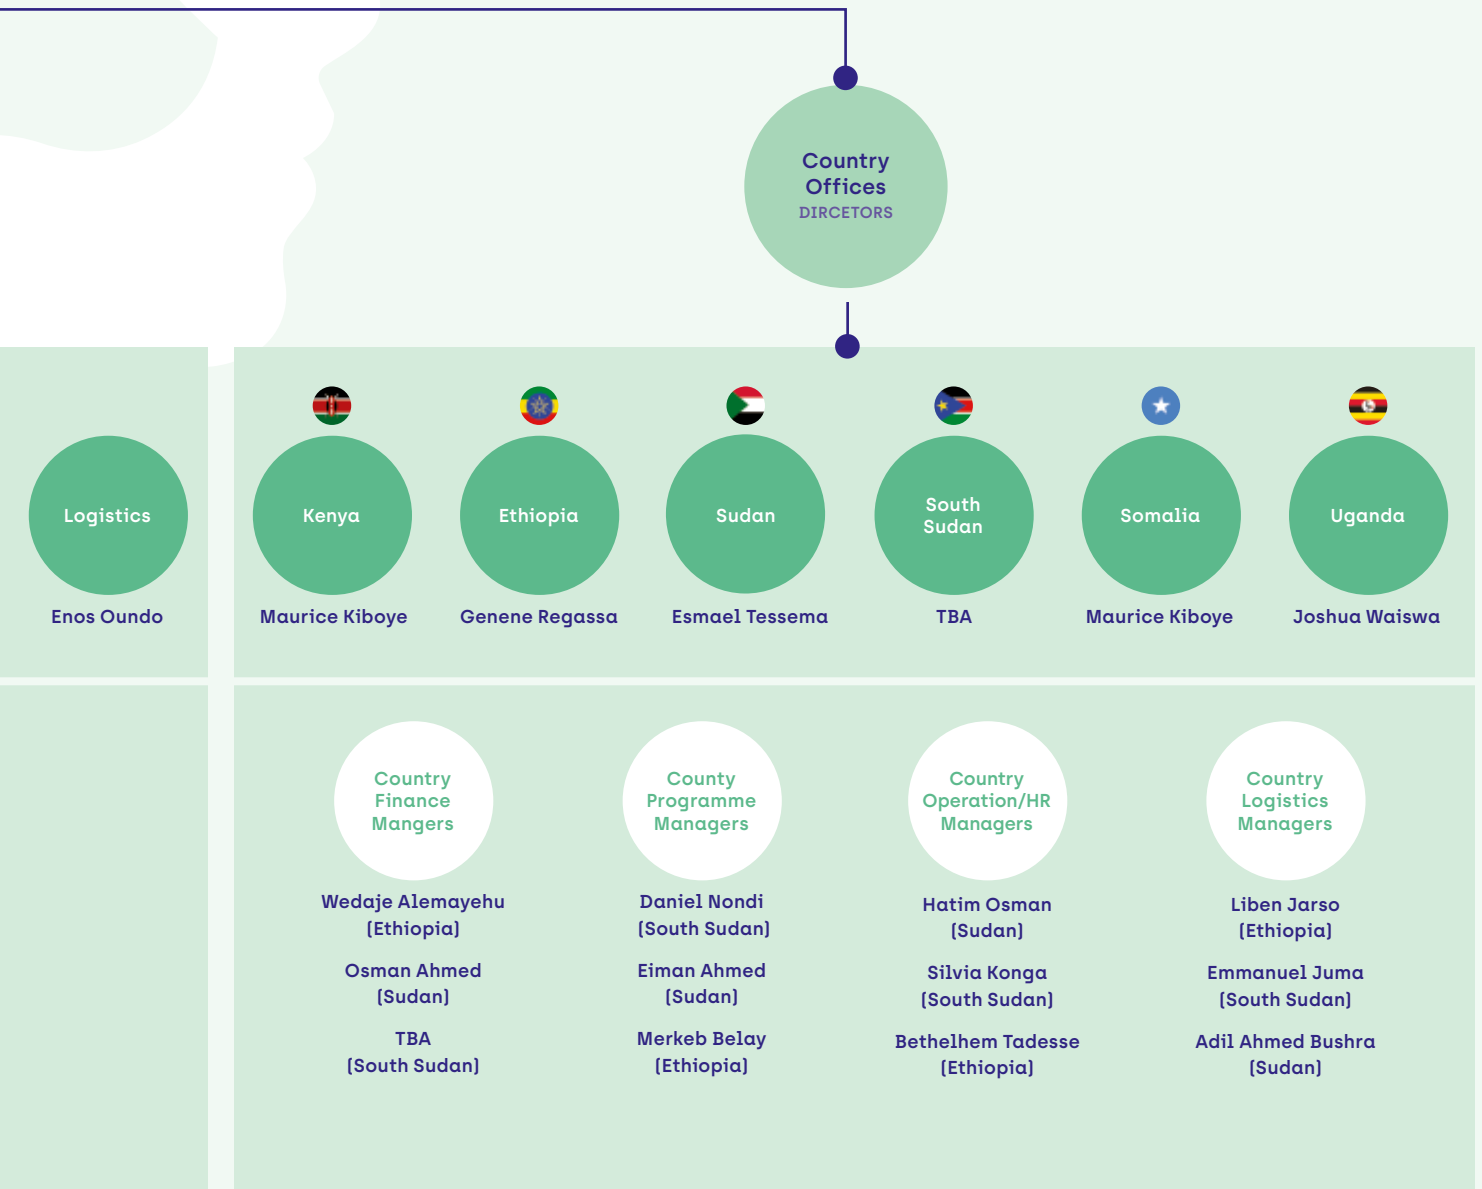 Country
Offices
DIRCETORS
Logistics
Enos Oundo
Kenya
Maurice Kiboye
Ethiopia
Genene Regassa
Sudan
Esmael Tessema
South
Sudan
TBA
Somalia
Maurice Kiboye
Uganda
Joshua Waiswa
Country
Finance
Mangers
Wedaje Alemayehu
(Ethiopia)
Osman Ahmed
(Sudan)
TBA
(South Sudan)
County
Programme
Managers
Daniel Nondi
(South Sudan)
Eiman Ahmed
(Sudan)
Merkeb Belay
(Ethiopia)
Country
Operation/HR
Managers
Hatim Osman
(Sudan)
Silvia Konga
(South Sudan)
Bethelhem Tadesse
(Ethiopia)
Country
Logistics
Managers
Liben Jarso
(Ethiopia)
Emmanuel Juma
(South Sudan)
Adil Ahmed Bushra
(Sudan)